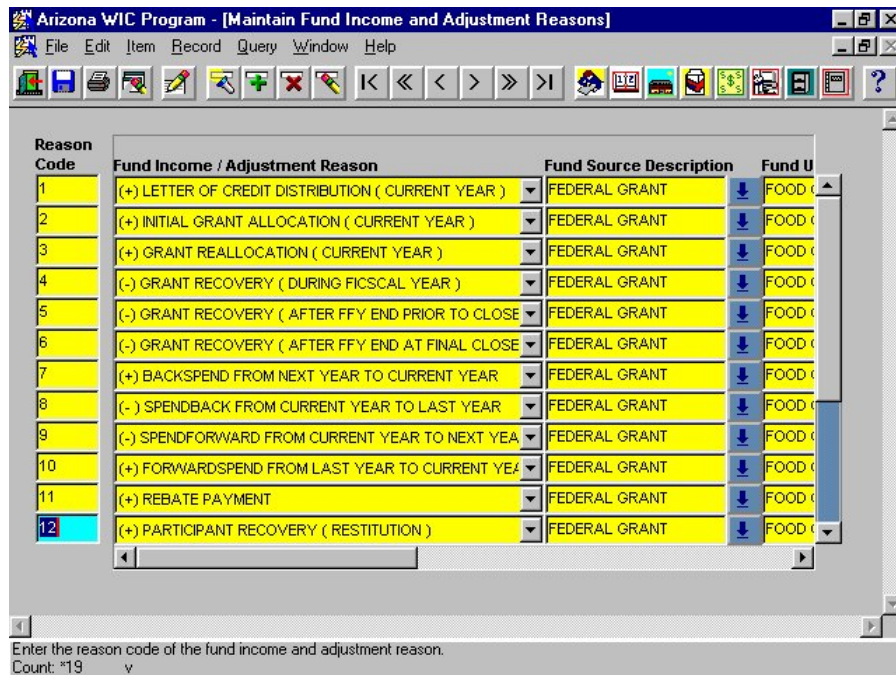 Arizona WIC Program - [Maintain Fund Income and Adjustment Reasons]
File Edit Item Record Query Window Help
Reason
Code Fund Income / Adjustment Reason Fund Source Description Fund U
1 (+) LETTER OF CREDIT DISTRIBUTION ( CURRENT YEAR ) FEDERAL GRANT FOOD
2 (+) INITIAL GRANT ALLOCATION ( CURRENT YEAR ) FEDERAL GRANT FOOD
3 (+) GRANT REALLOCATION ( CURRENT YEAR ) FEDERAL GRANT FOOD
4 (-) GRANT RECOVERY ( DURING FICSCAL YEAR ) FEDERAL GRANT FOOD
5 (-) GRANT RECOVERY ( AFTER FFY END PRIOR TO CLOSE FEDERAL GRANT FOOD
6 (-) GRANT RECOVERY ( AFTER FFY END AT FINAL CLOSE FEDERAL GRANT FOOD
7 (+) BACKSPEND FROM NEXT YEAR TO CURRENT YEAR FEDERAL GRANT FOOD
8 (- ) SPENDBACK FROM CURRENT YEAR TO LAST YEAR FEDERAL GRANT FOOD
9 (-) SPENDFORWARD FROM CURRENT YEAR TO NEXT YEA FEDERAL GRANT FOOD
10 (+) FORWARDSPEND FROM LAST YEAR TO CURRENT YEA FEDERAL GRANT FOOD
11 (+) REBATE PAYMENT FEDERAL GRANT FOOD
12 (+) PARTICIPANT RECOVERY ( RESTITUTION ) FEDERAL GRANT FOOD
Enter the reason code of the fund income and adjustment reason.
Count: *19 v